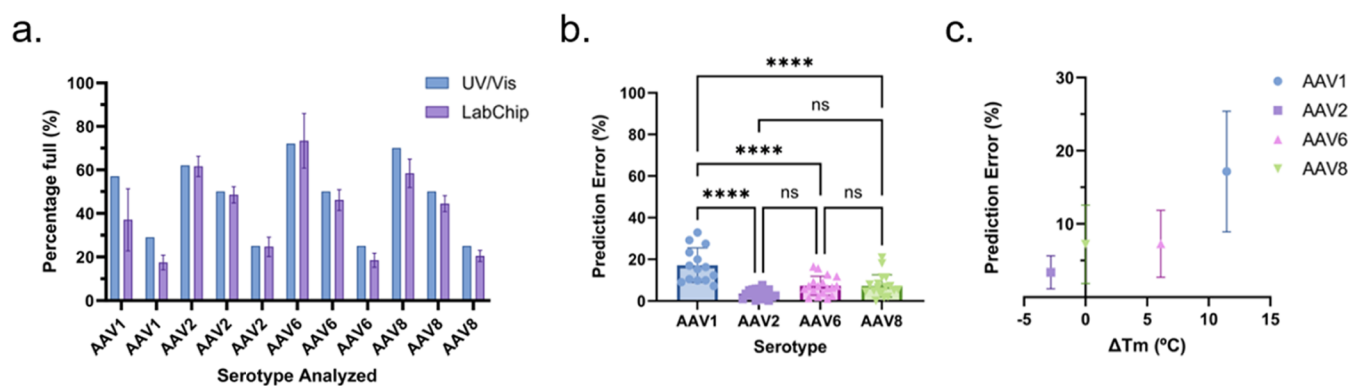 a.
Percentage full (%)
100
80
60
40
20
0
UV/Vis
LabChip
AAV1
AAV1
AAV2
AAV2
AAV2
AAV6
AAV6
AAV6
AAV8
AAV8
AAV8
Serotype Analyzed
b.
Prediction Error (%)
100
80
60
40
20
0
****
ns
****
****
ns
ns
AAV1 AAV2 AAV6 AAV8
Serotype
c.
Prediction Error (%)
30
20
10
-5 0 5 10 15
ΔTm (ºC)
AAV1
AAV2
AAV6
AAV8